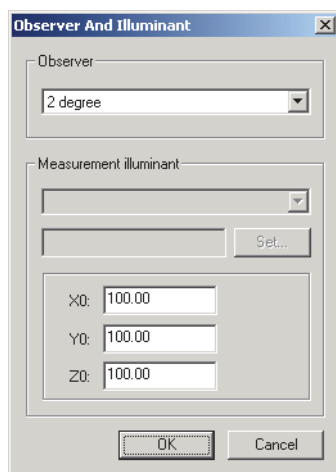 Observer And Illuminant
Observer
2 degree
Measurement illuminant
Set...
X0: 100.00
Y0: 100.00
Z0: 100.00
OK Cancel